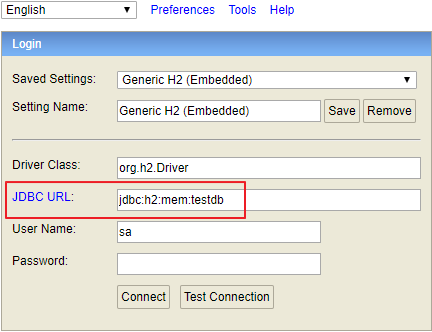 English Preferences Tools Help
Login
Saved Settings: Generic H2 (Embedded)
Setting Name: Generic H2 (Embedded) Save Remove
Driver Class: org.h2.Driver
JDBC URL: jdbc:h2:mem:testdb
User Name: sa
Password:
Connect Test Connection